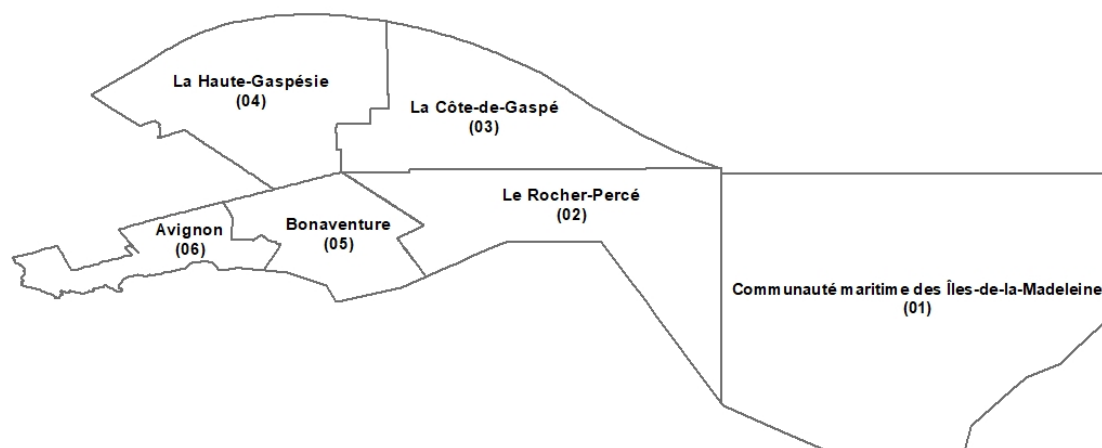 La Haute-Gaspésie
(04)
La Côte-de-Gaspé
(03)
Le Rocher-Percé
(02)
Bonaventure
(05)
Avignon
(06)
Communauté maritime des Îles-de-la-Madeleine
(01)